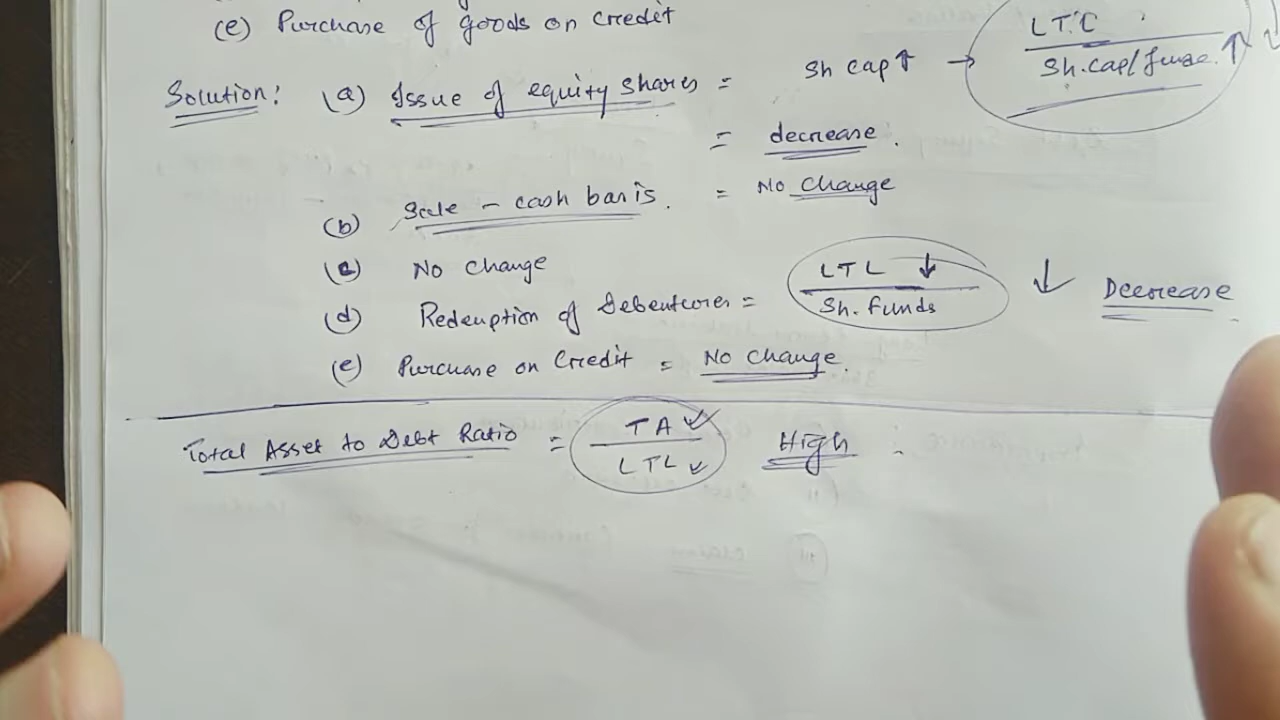 (e) Purchase of goods on credit
Solution: (a) Issue of equity shares = Sh cap ↑ → LTC / Sh. cap/ funds. ↑ ↓
= decrease.
(b) Sale - cash basis. = No change
(c) No change
(d) Redemption of Debentures = LTL ↓ / Sh. funds ↓ Decrease
(e) Purchase on Credit = No change.
Total Asset to Debt Ratio = TA / LTL High